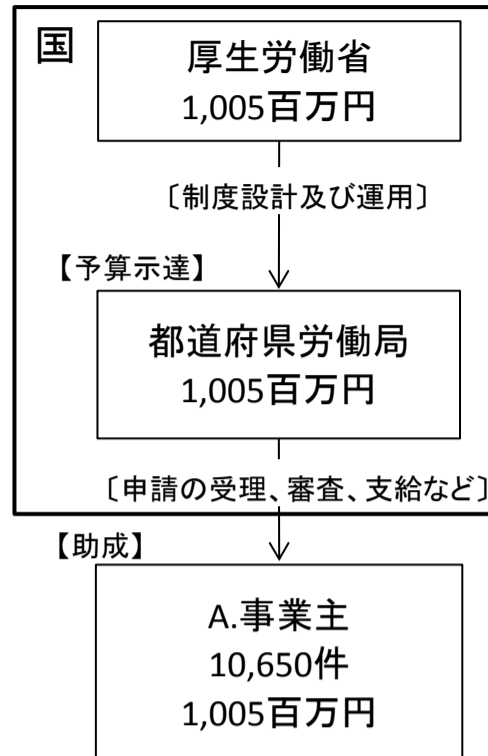 国
厚生労働省
1,005百万円
〔制度設計及び運用〕
【予算示達】
都道府県労働局
1,005百万円
〔申請の受理、審査、支給など〕
【助成】
A.事業主
10,650件
1,005百万円